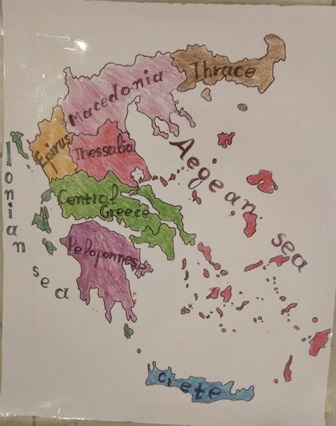 Macedonia
Thrace
Epirus
Thessalia
Central
Greece
Peloponnese
Aegean sea
Ionian sea
Crete